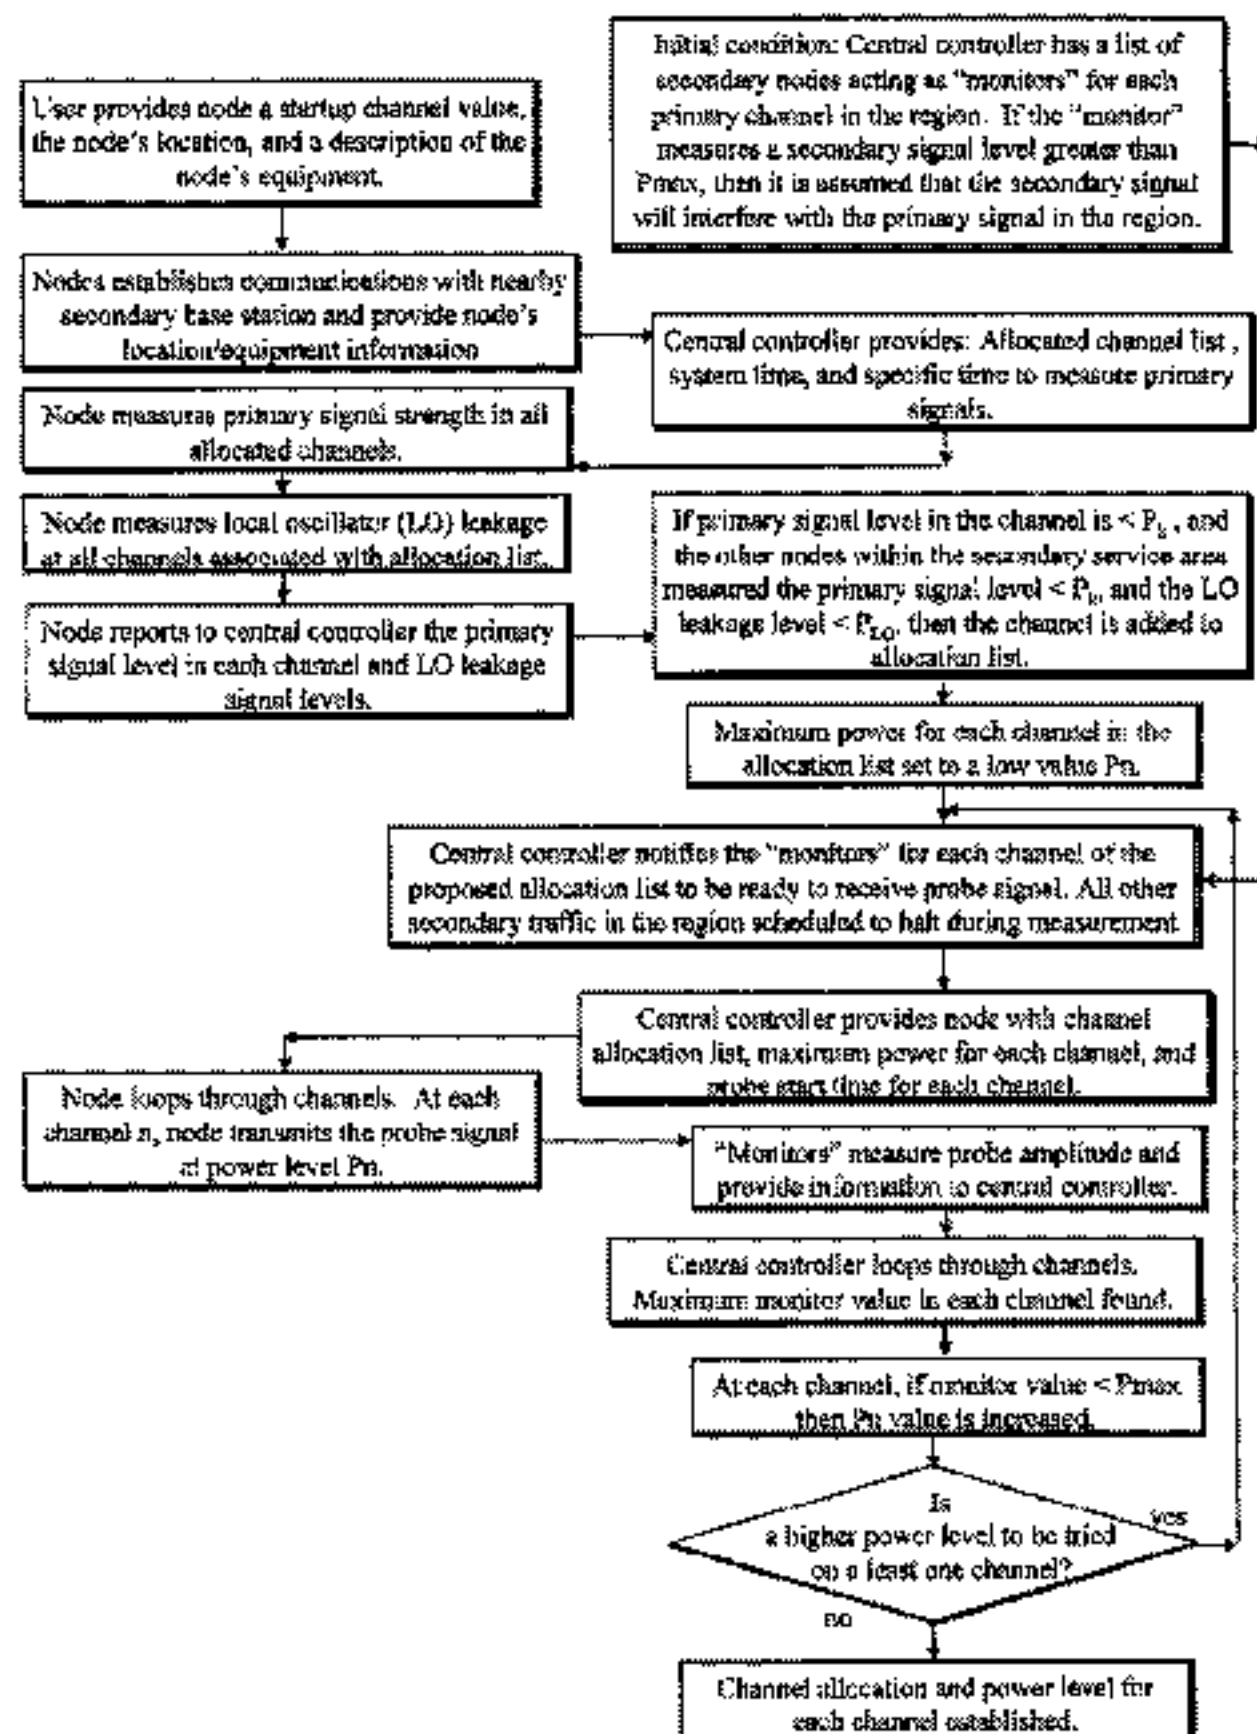 Initial condition: Central controller has a list of
secondary nodes acting as "monitors" for each
primary channel in the region. If the "monitor"
measures a secondary signal level greater than
Pmax, then it is assumed that the secondary signal
will interfere with the primary signal in the region.
User provides node a startup channel value,
the node's location, and a description of the
node's equipment.
Nodes establishes communications with nearby
secondary base station and provide node's
location/equipment information
Central controller provides: Allocated channel list ,
system time, and specific time to measure primary
signals.
Node measures primary signal strength in all
allocated channels.
Node measures local oscillator (LO) leakage
at all channels associated with allocation list.
Node reports to central controller the primary
signal level in each channel and LO leakage
signal levels.
If primary signal level in the channel is < P , and
the other nodes within the secondary service area
measured the primary signal level < P , and the LO
leakage level < P_LO, then the channel is added to
allocation list.
Maximum power for each channel in the
allocation list set to a low value Pn.
Central controller notifies the "monitors" for each channel of the
proposed allocation list to be ready to receive probe signal. All other
secondary traffic in the region scheduled to halt during measurement
Central controller provides node with channel
allocation list, maximum power for each channel, and
probe start time for each channel.
Node loops through channels. At each
channel n, node transmits the probe signal
at power level Pn.
"Monitors" measure probe amplitude and
provide information to central controller.
Central controller loops through channels.
Maximum monitor value in each channel found.
At each channel, if monitor value < Pmax
then Pn value is increased.
Is
a higher power level to be tried
on a least one channel?
yes
no
Channel allocation and power level for
each channel established.